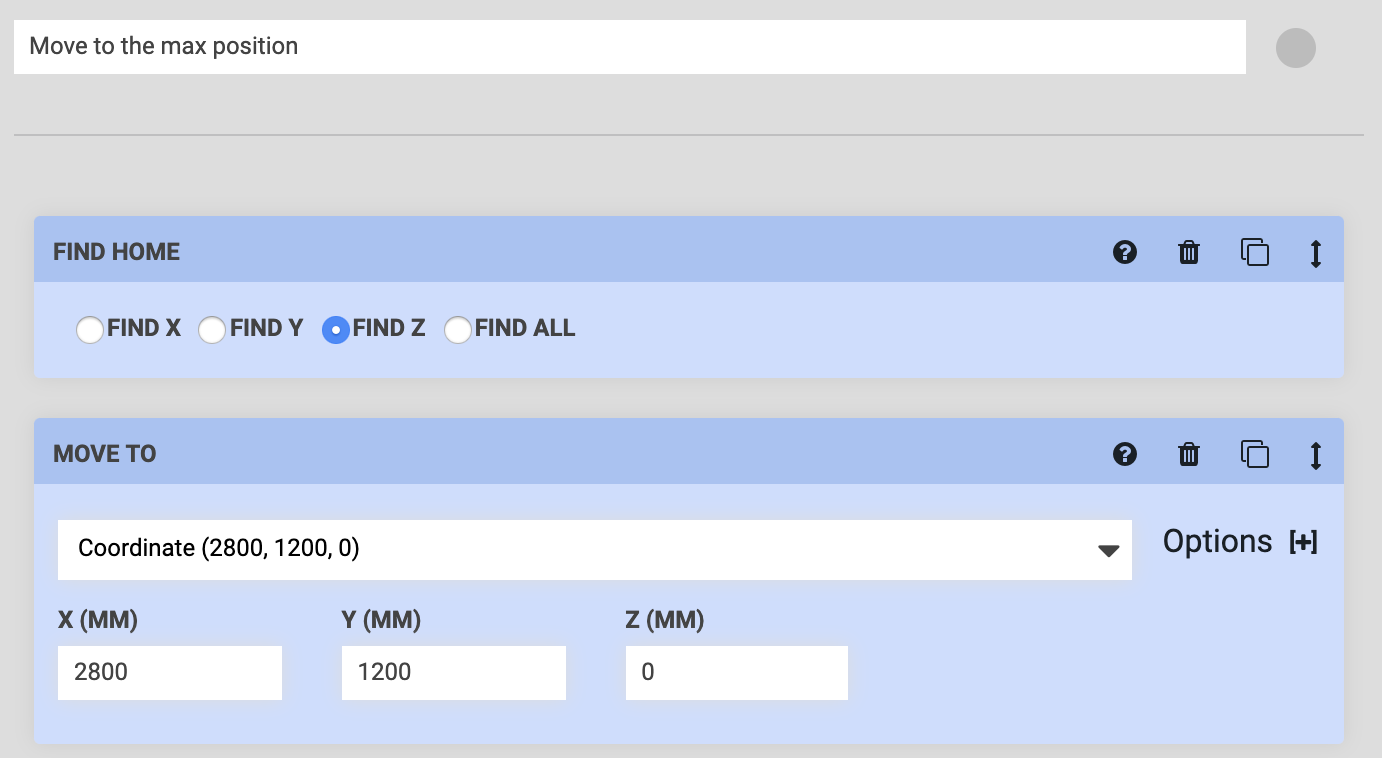 Move to the max position
FIND HOME
FIND X FIND Y FIND Z FIND ALL
MOVE TO
Coordinate (2800, 1200, 0)
Options [+]
X (MM) Y (MM) Z (MM)
2800 1200 0